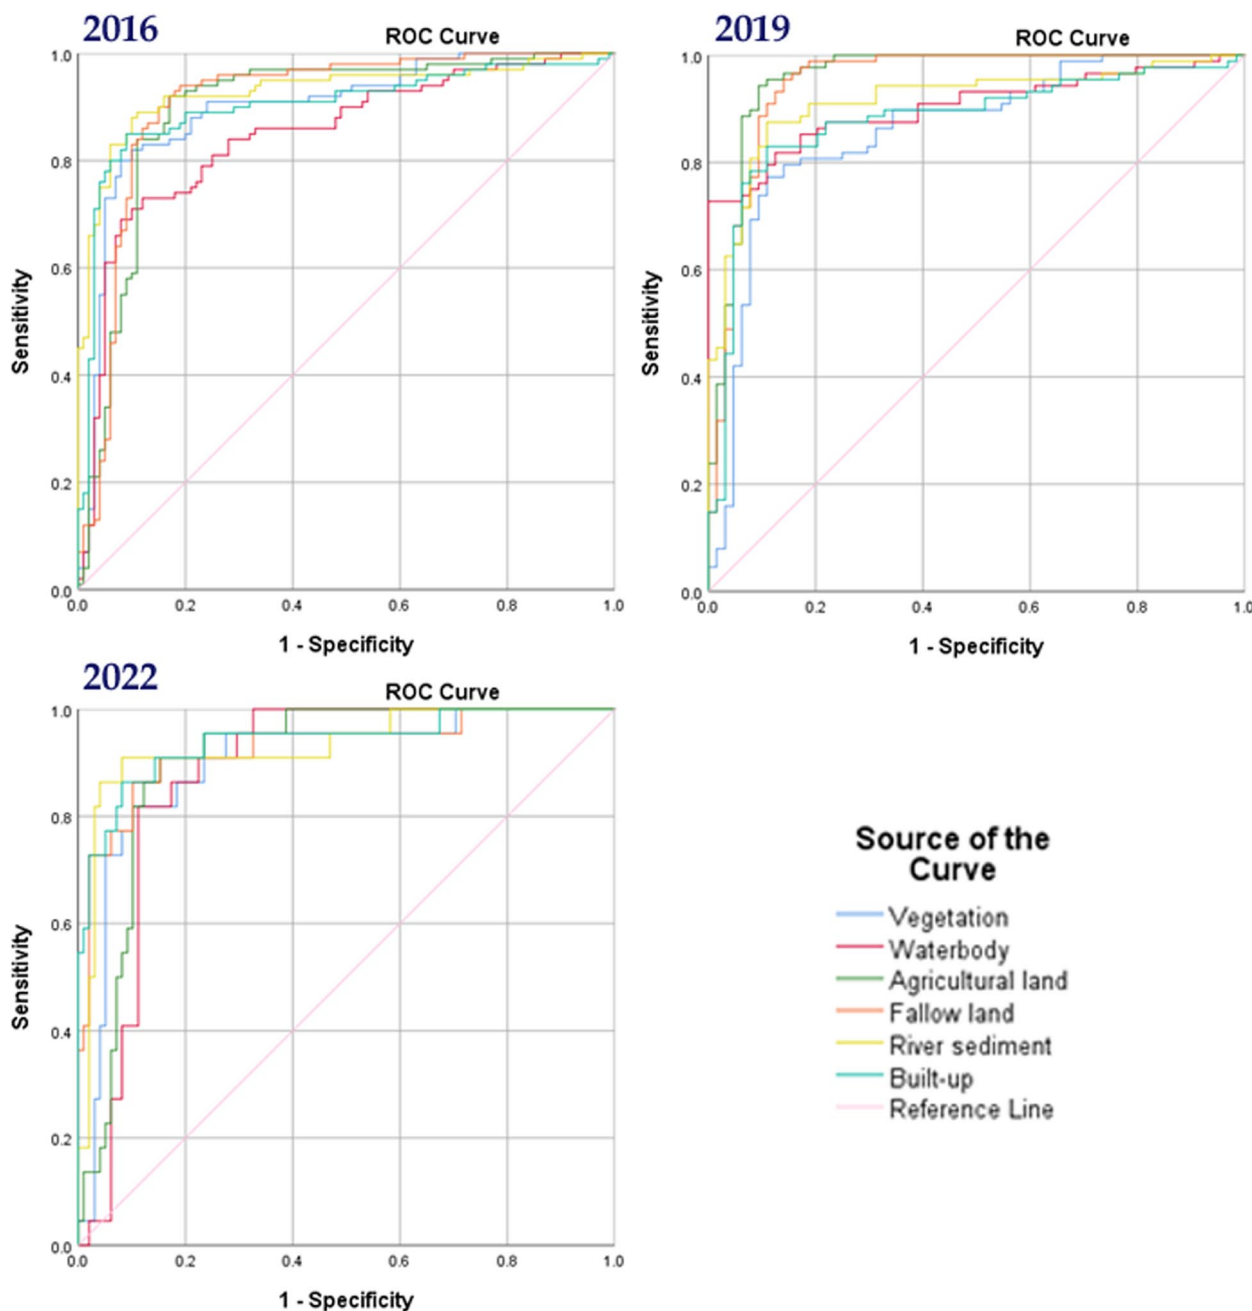 2016
ROC Curve
1.0
0.8
0.6
0.4
0.2
0.0
Sensitivity
0.0 0.2 0.4 0.6 0.8 1.0
1 - Specificity
2019
ROC Curve
1.0
0.8
0.6
0.4
0.2
0.0
Sensitivity
0.0 0.2 0.4 0.6 0.8 1.0
1 - Specificity
2022
ROC Curve
1.0
0.8
0.6
0.4
0.2
0.0
Sensitivity
0.0 0.2 0.4 0.6 0.8 1.0
1 - Specificity
Source of the
Curve
Vegetation
Waterbody
Agricultural land
Fallow land
River sediment
Built-up
Reference Line